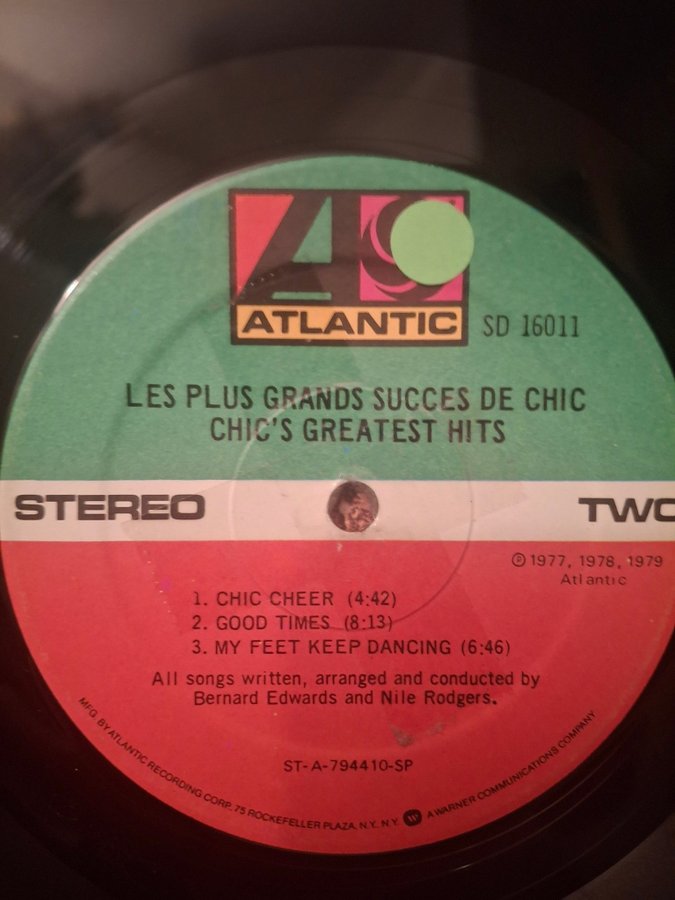 ATLANTIC
SD 16011
LES PLUS GRANDS SUCCES DE CHIC
CHIC'S GREATEST HITS
STEREO
TWO
℗ 1977, 1978, 1979
Atlantic
1. CHIC CHEER (4:42)
2. GOOD TIMES (8:13)
3. MY FEET KEEP DANCING (6:46)
All songs written, arranged and conducted by
Bernard Edwards and Nile Rodgers.
ST-A-794410-SP
MFG. BY ATLANTIC RECORDING CORP. 75 ROCKEFELLER PLAZA, N.Y., N.Y. A WARNER COMMUNICATIONS COMPANY